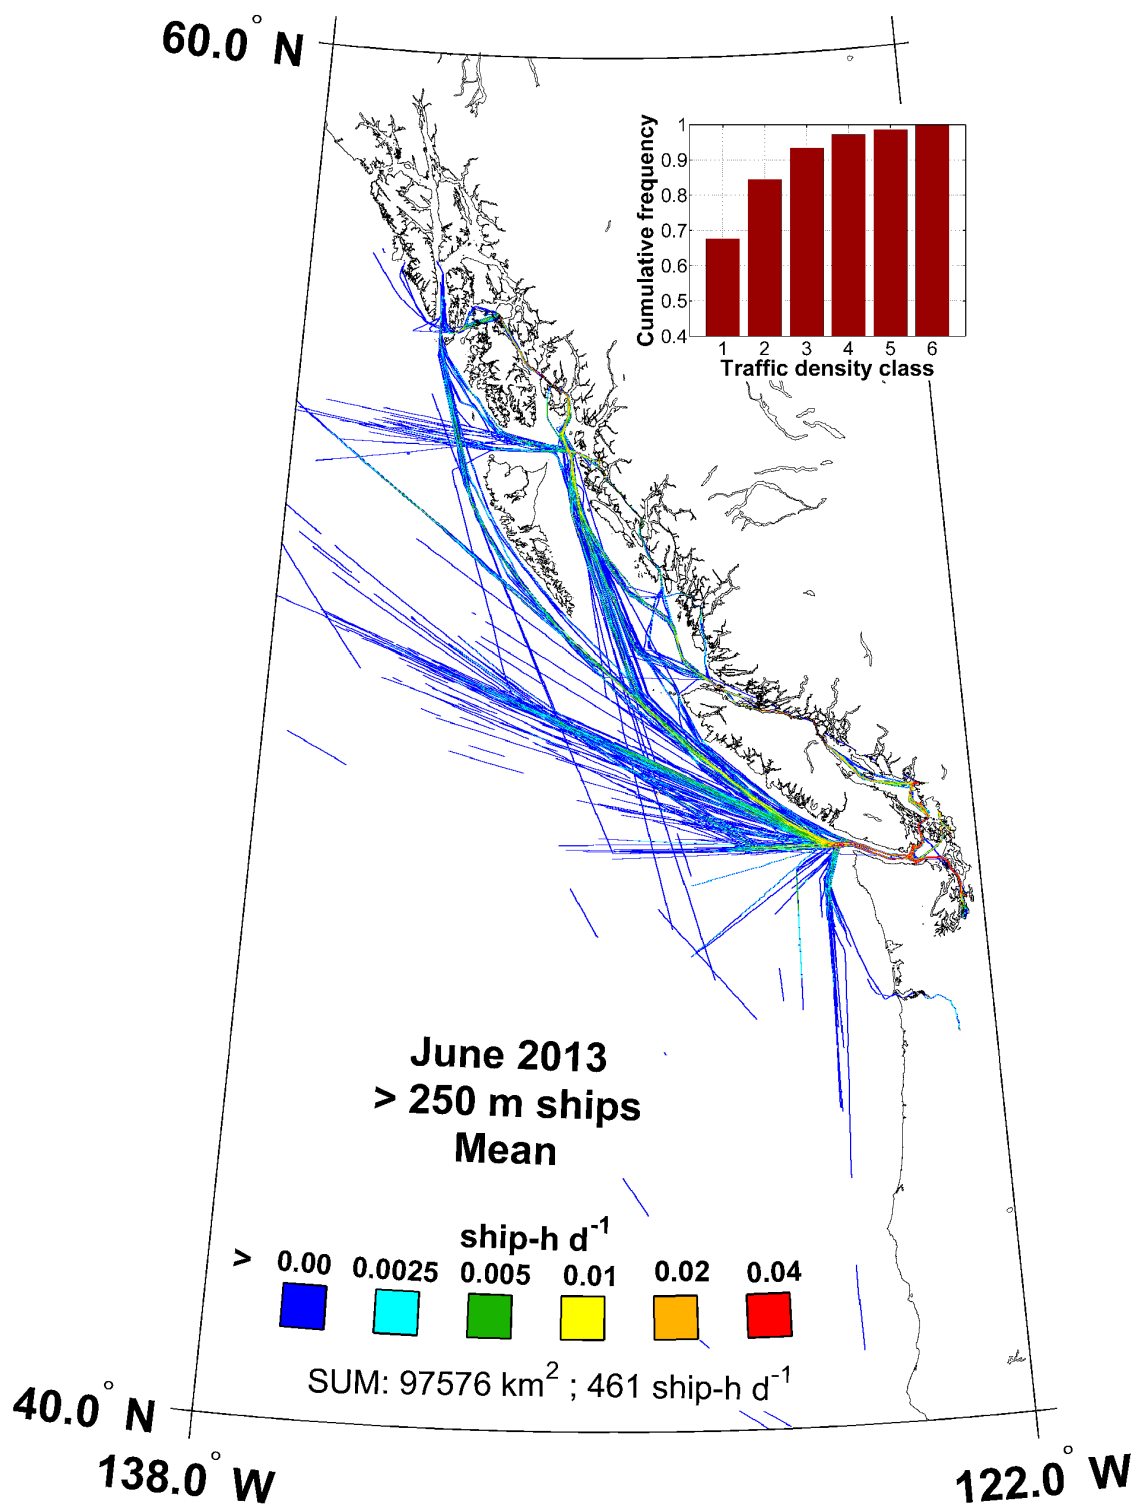 60.0° N
Cumulative frequency
1
0.9
0.8
0.7
0.6
0.5
0.4
1 2 3 4 5 6
Traffic density class
June 2013
> 250 m ships
Mean
ship-h d⁻¹
> 0.00 0.0025 0.005 0.01 0.02 0.04
SUM: 97576 km² ; 461 ship-h d⁻¹
40.0° N
138.0° W
122.0° W